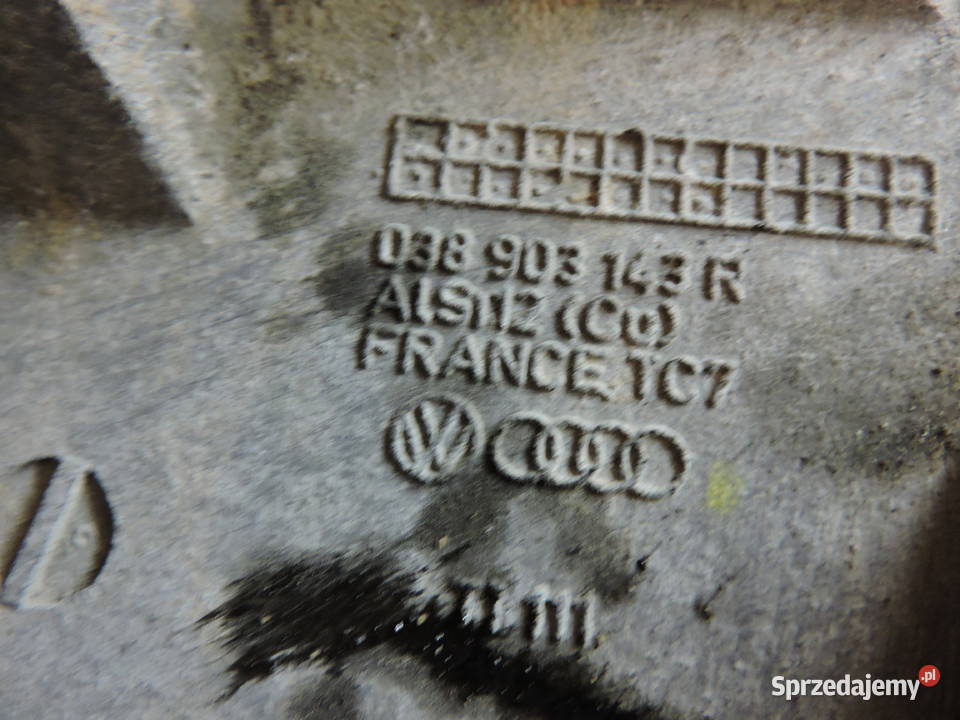 038 903 143 R
AlSi12 (Cu)
FRANCE TC7
Sprzedajemy.pl